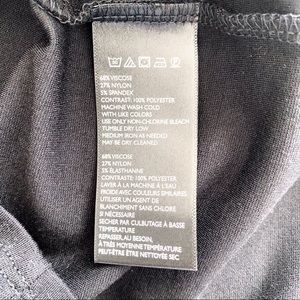 68% VISCOSE
27% NYLON
5% SPANDEX
CONTRAST: 100% POLYESTER
MACHINE WASH COLD
WITH LIKE COLORS
USE ONLY NON-CHLORINE BLEACH
TUMBLE DRY LOW
MEDIUM IRON AS NEEDED
MAY BE DRY CLEANED
68% VISCOSE
27% NYLON
5% ÉLASTHANNE
CONTRASTE: 100% POLYESTER
LAVER À LA MACHINE À L'EAU
FROIDE AVEC COULEURS SIMILAIRES
UTILISER UN AGENT DE
BLANCHIMENT SANS CHLORE
SI NÉCESSAIRE
SÉCHER PAR CULBUTAGE À BASSE
TEMPÉRATURE
REPASSER AU BESOIN,
À TRÈS MOYENNE TEMPÉRATURE
PEUT-ÊTRE ÊTRE NETTOYÉ SEC